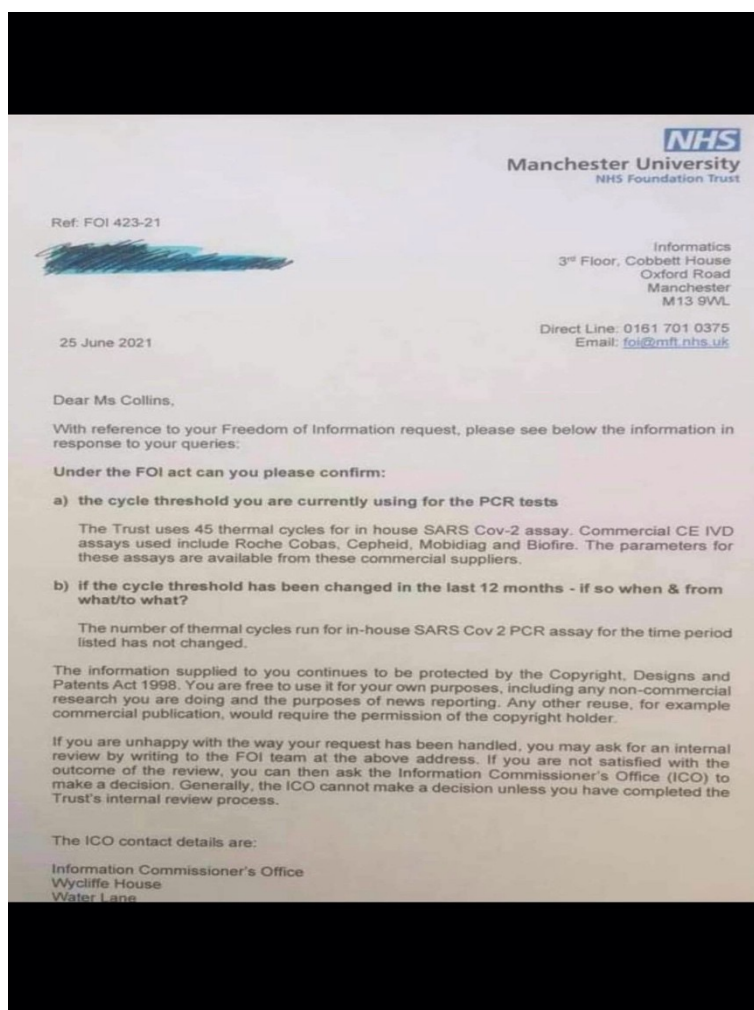 NHS
Manchester University
NHS Foundation Trust
Ref: FOI 423-21
Informatics
3rd Floor, Cobbett House
Oxford Road
Manchester
M13 9WL
Direct Line: 0161 701 0375
Email: foi@mft.nhs.uk
25 June 2021
Dear Ms Collins,
With reference to your Freedom of Information request, please see below the information in
response to your queries:
Under the FOI act can you please confirm:
a) the cycle threshold you are currently using for the PCR tests
The Trust uses 45 thermal cycles for in house SARS Cov-2 assay. Commercial CE IVD
assays used include Roche Cobas, Cepheid, Mobidiag and Biofire. The parameters for
these assays are available from these commercial suppliers.
b) if the cycle threshold has been changed in the last 12 months - if so when & from
what/to what?
The number of thermal cycles run for in-house SARS Cov 2 PCR assay for the time period
listed has not changed.
The information supplied to you continues to be protected by the Copyright, Designs and
Patents Act 1998. You are free to use it for your own purposes, including any non-commercial
research you are doing and the purposes of news reporting. Any other reuse, for example
commercial publication, would require the permission of the copyright holder.
If you are unhappy with the way your request has been handled, you may ask for an internal
review by writing to the FOI team at the above address. If you are not satisfied with the
outcome of the review, you can then ask the Information Commissioner's Office (ICO) to
make a decision. Generally, the ICO cannot make a decision unless you have completed the
Trust's internal review process.
The ICO contact details are:
Information Commissioner's Office
Wycliffe House
Water Lane